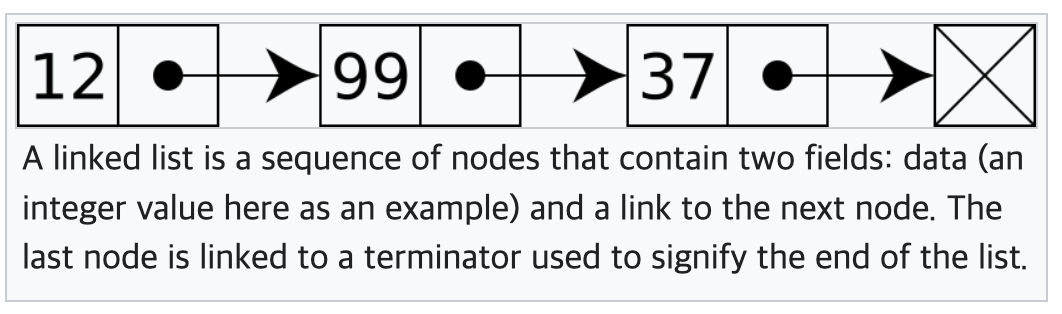 12 99 37
A linked list is a sequence of nodes that contain two fields: data (an
integer value here as an example) and a link to the next node. The
last node is linked to a terminator used to signify the end of the list.